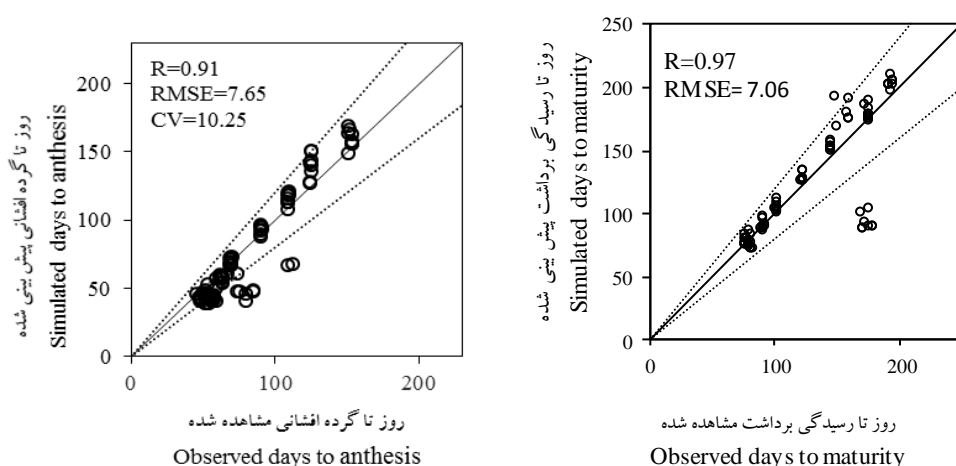 R=0.91
RMSE=7.65
CV=10.25
200
150
100
50
0
0
100
200
روز تا گرده افشانی پیش بینی شده
Simulated days to anthesis
روز تا گرده افشانی مشاهده شده
Observed days to anthesis
R=0.97
RMSE= 7.06
250
200
150
100
50
0
0
100
200
روز تا رسیدگی برداشت پیش بینی شده
Simulated days to maturity
روز تا رسیدگی برداشت مشاهده شده
Observed days to maturity